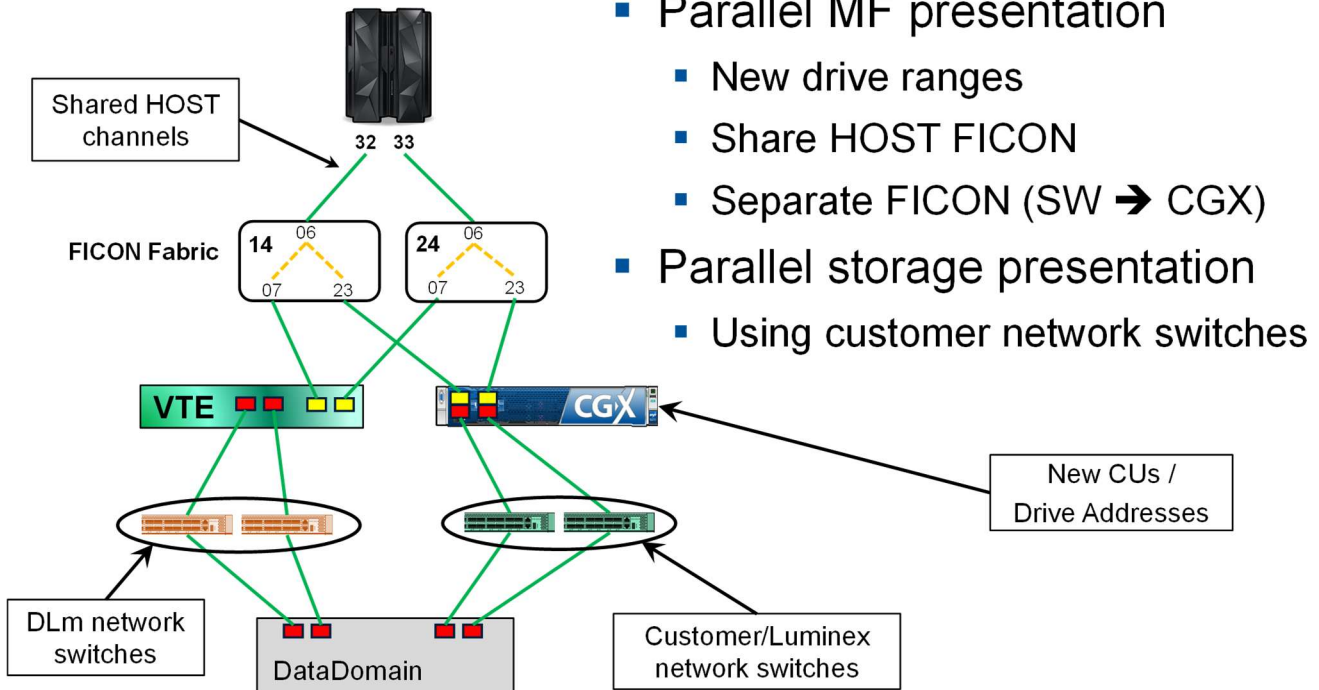 Parallel MF presentation
New drive ranges
Share HOST FICON
Separate FICON (SW ➔ CGX)
Parallel storage presentation
Using customer network switches
Shared HOST
channels
32 33
FICON Fabric
14 06
07 23
24 06
07 23
VTE
CGX
New CUs /
Drive Addresses
DLm network
switches
DataDomain
Customer/Luminex
network switches